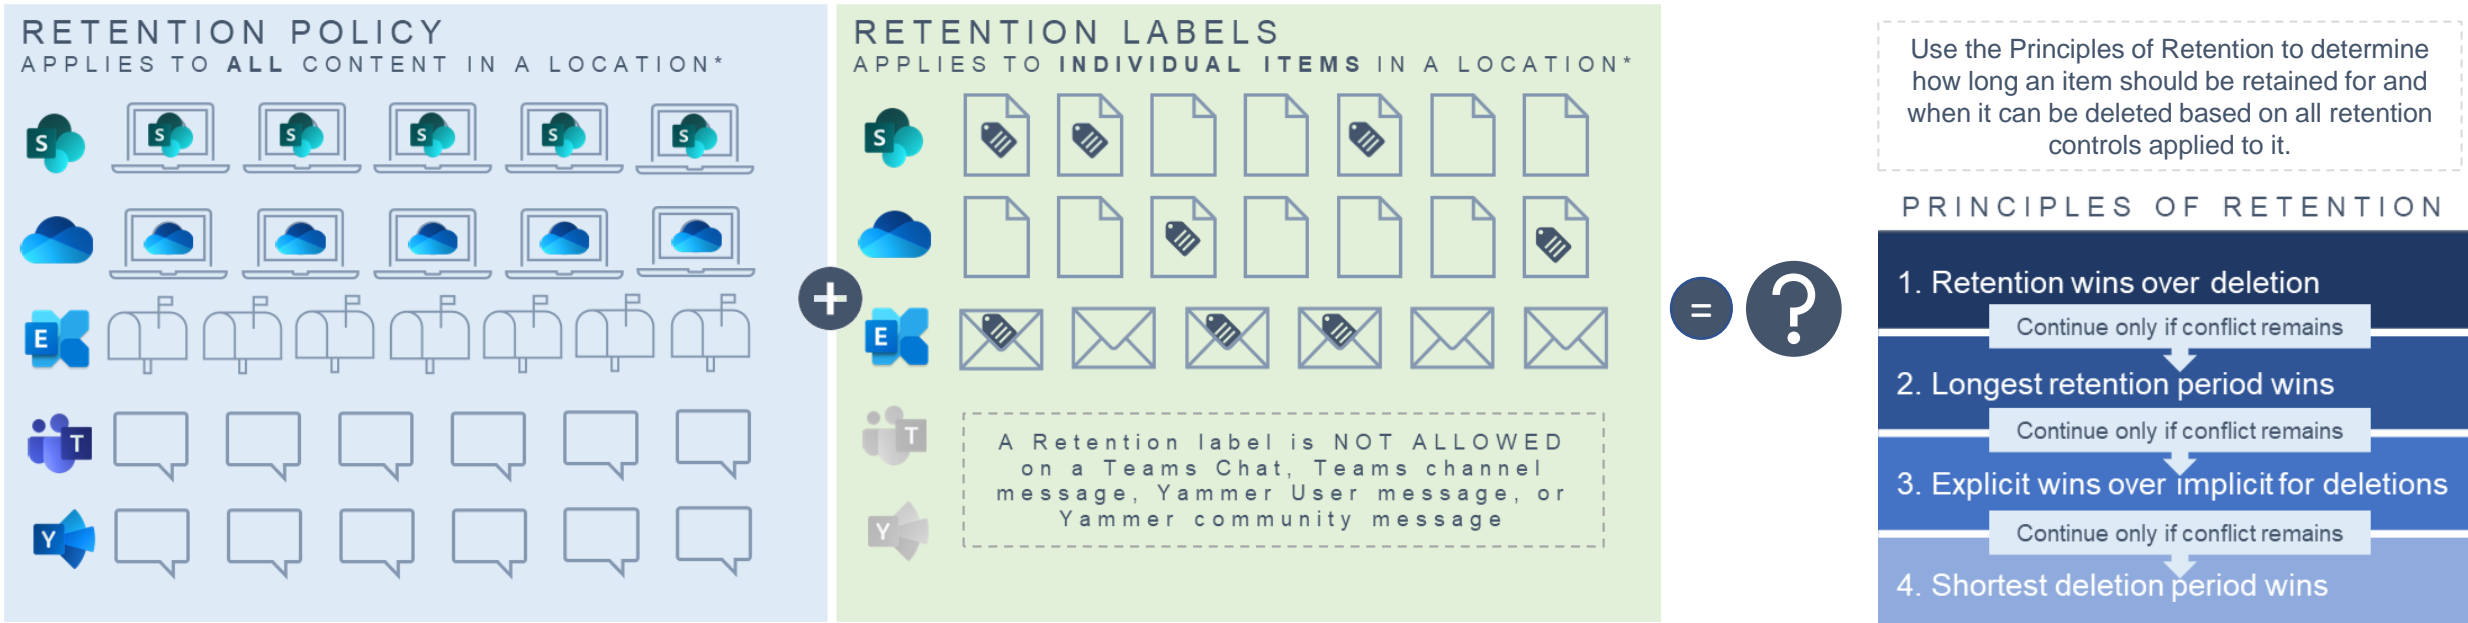 RETENTION POLICY
APPLIES TO ALL CONTENT IN A LOCATION*
S
S
S
S
S
S
E
T
Y
+
RETENTION LABELS
APPLIES TO INDIVIDUAL ITEMS IN A LOCATION*
S
E
T
Y
A Retention label is NOT ALLOWED
on a Teams Chat, Teams channel
message, Yammer User message, or
Yammer community message
=
?
Use the Principles of Retention to determine
how long an item should be retained for and
when it can be deleted based on all retention
controls applied to it.
PRINCIPLES OF RETENTION
1. Retention wins over deletion
Continue only if conflict remains
2. Longest retention period wins
Continue only if conflict remains
3. Explicit wins over implicit for deletions
Continue only if conflict remains
4. Shortest deletion period wins